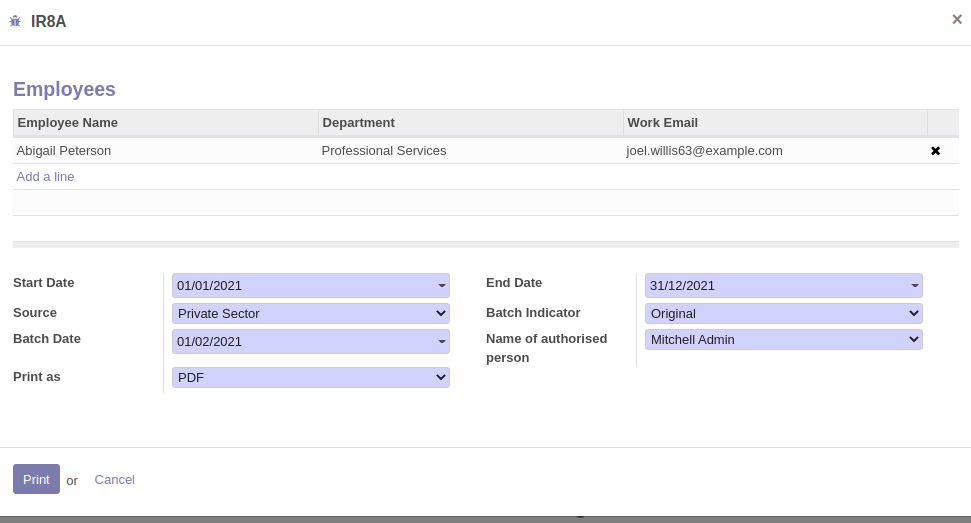 IR8A
×
Employees
Employee Name Department Work Email
Abigail Peterson Professional Services joel.willis63@example.com ✖
Add a line
Start Date 01/01/2021 End Date 31/12/2021
Source Private Sector Batch Indicator Original
Batch Date 01/02/2021 Name of authorised person Mitchell Admin
Print as PDF
Print or Cancel